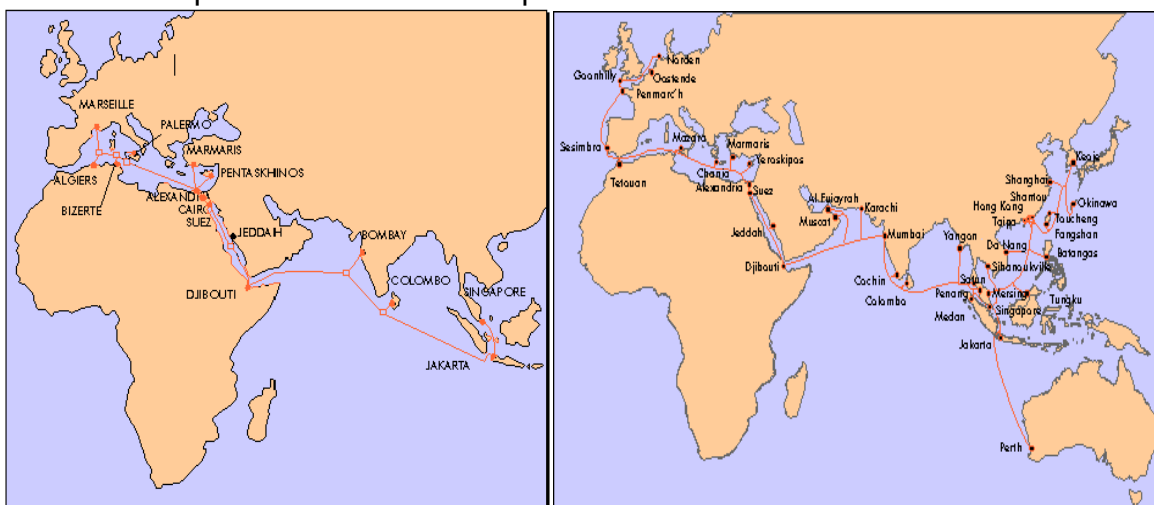 MARSEILLE
PALERMO
MARMARIS
PENTASKHINOS
ALGIERS
BIZERTE
ALEXANDRIA
CAIRO
SUEZ
JEDDAH
BOMBAY
COLOMBO
SINGAPORE
DJIBOUTI
JAKARTA
Norden
Goonhilly
Oostende
Penmarc'h
Sesimbra
Mazara
Marmaris
Yeroskipos
Tetouan
Chania
Alexandria
Suez
Keoje
Shanghai
Shantou
Okinawa
Al Fujayrah
Karachi
Hong Kong
Toucheng
Muscat
Taipa
Fangshan
Jeddah
Mumbai
Yangon
Da Nang
Batangas
Djibouti
Sihanoukville
Cochin
Satun
Colombo
Penang
Mersing
Tungku
Singapore
Medan
Jakarta
Perth